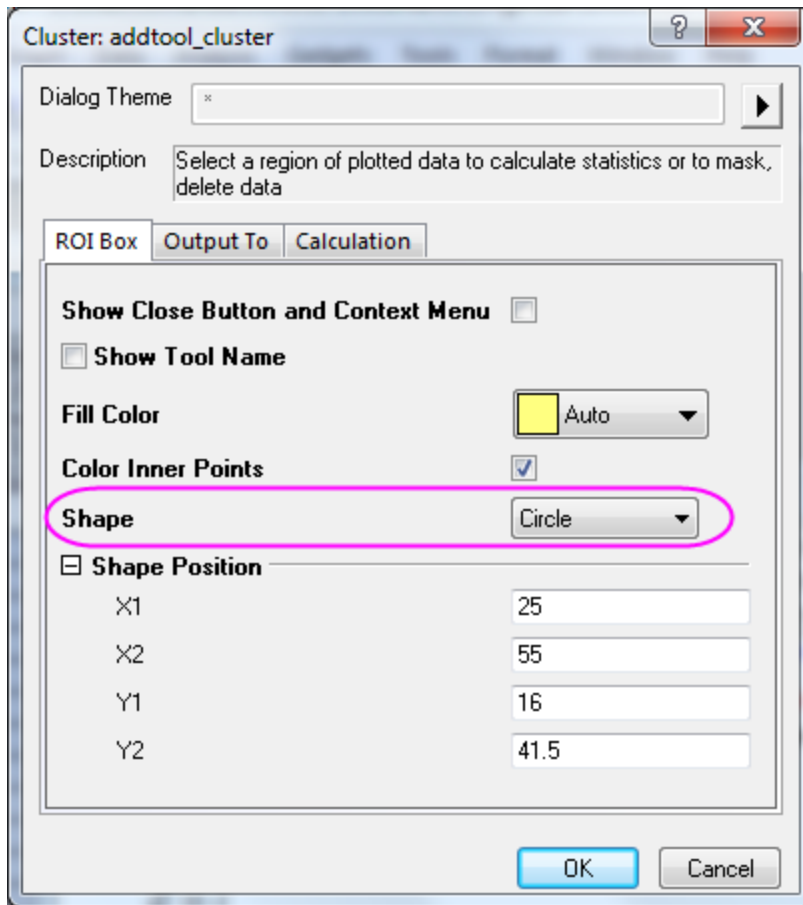 Cluster: addtool_cluster
Dialog Theme *
Description Select a region of plotted data to calculate statistics or to mask,
delete data
ROI Box Output To Calculation
Show Close Button and Context Menu
Show Tool Name
Fill Color Auto
Color Inner Points
Shape Circle
Shape Position
X1 25
X2 55
Y1 16
Y2 41.5
OK Cancel